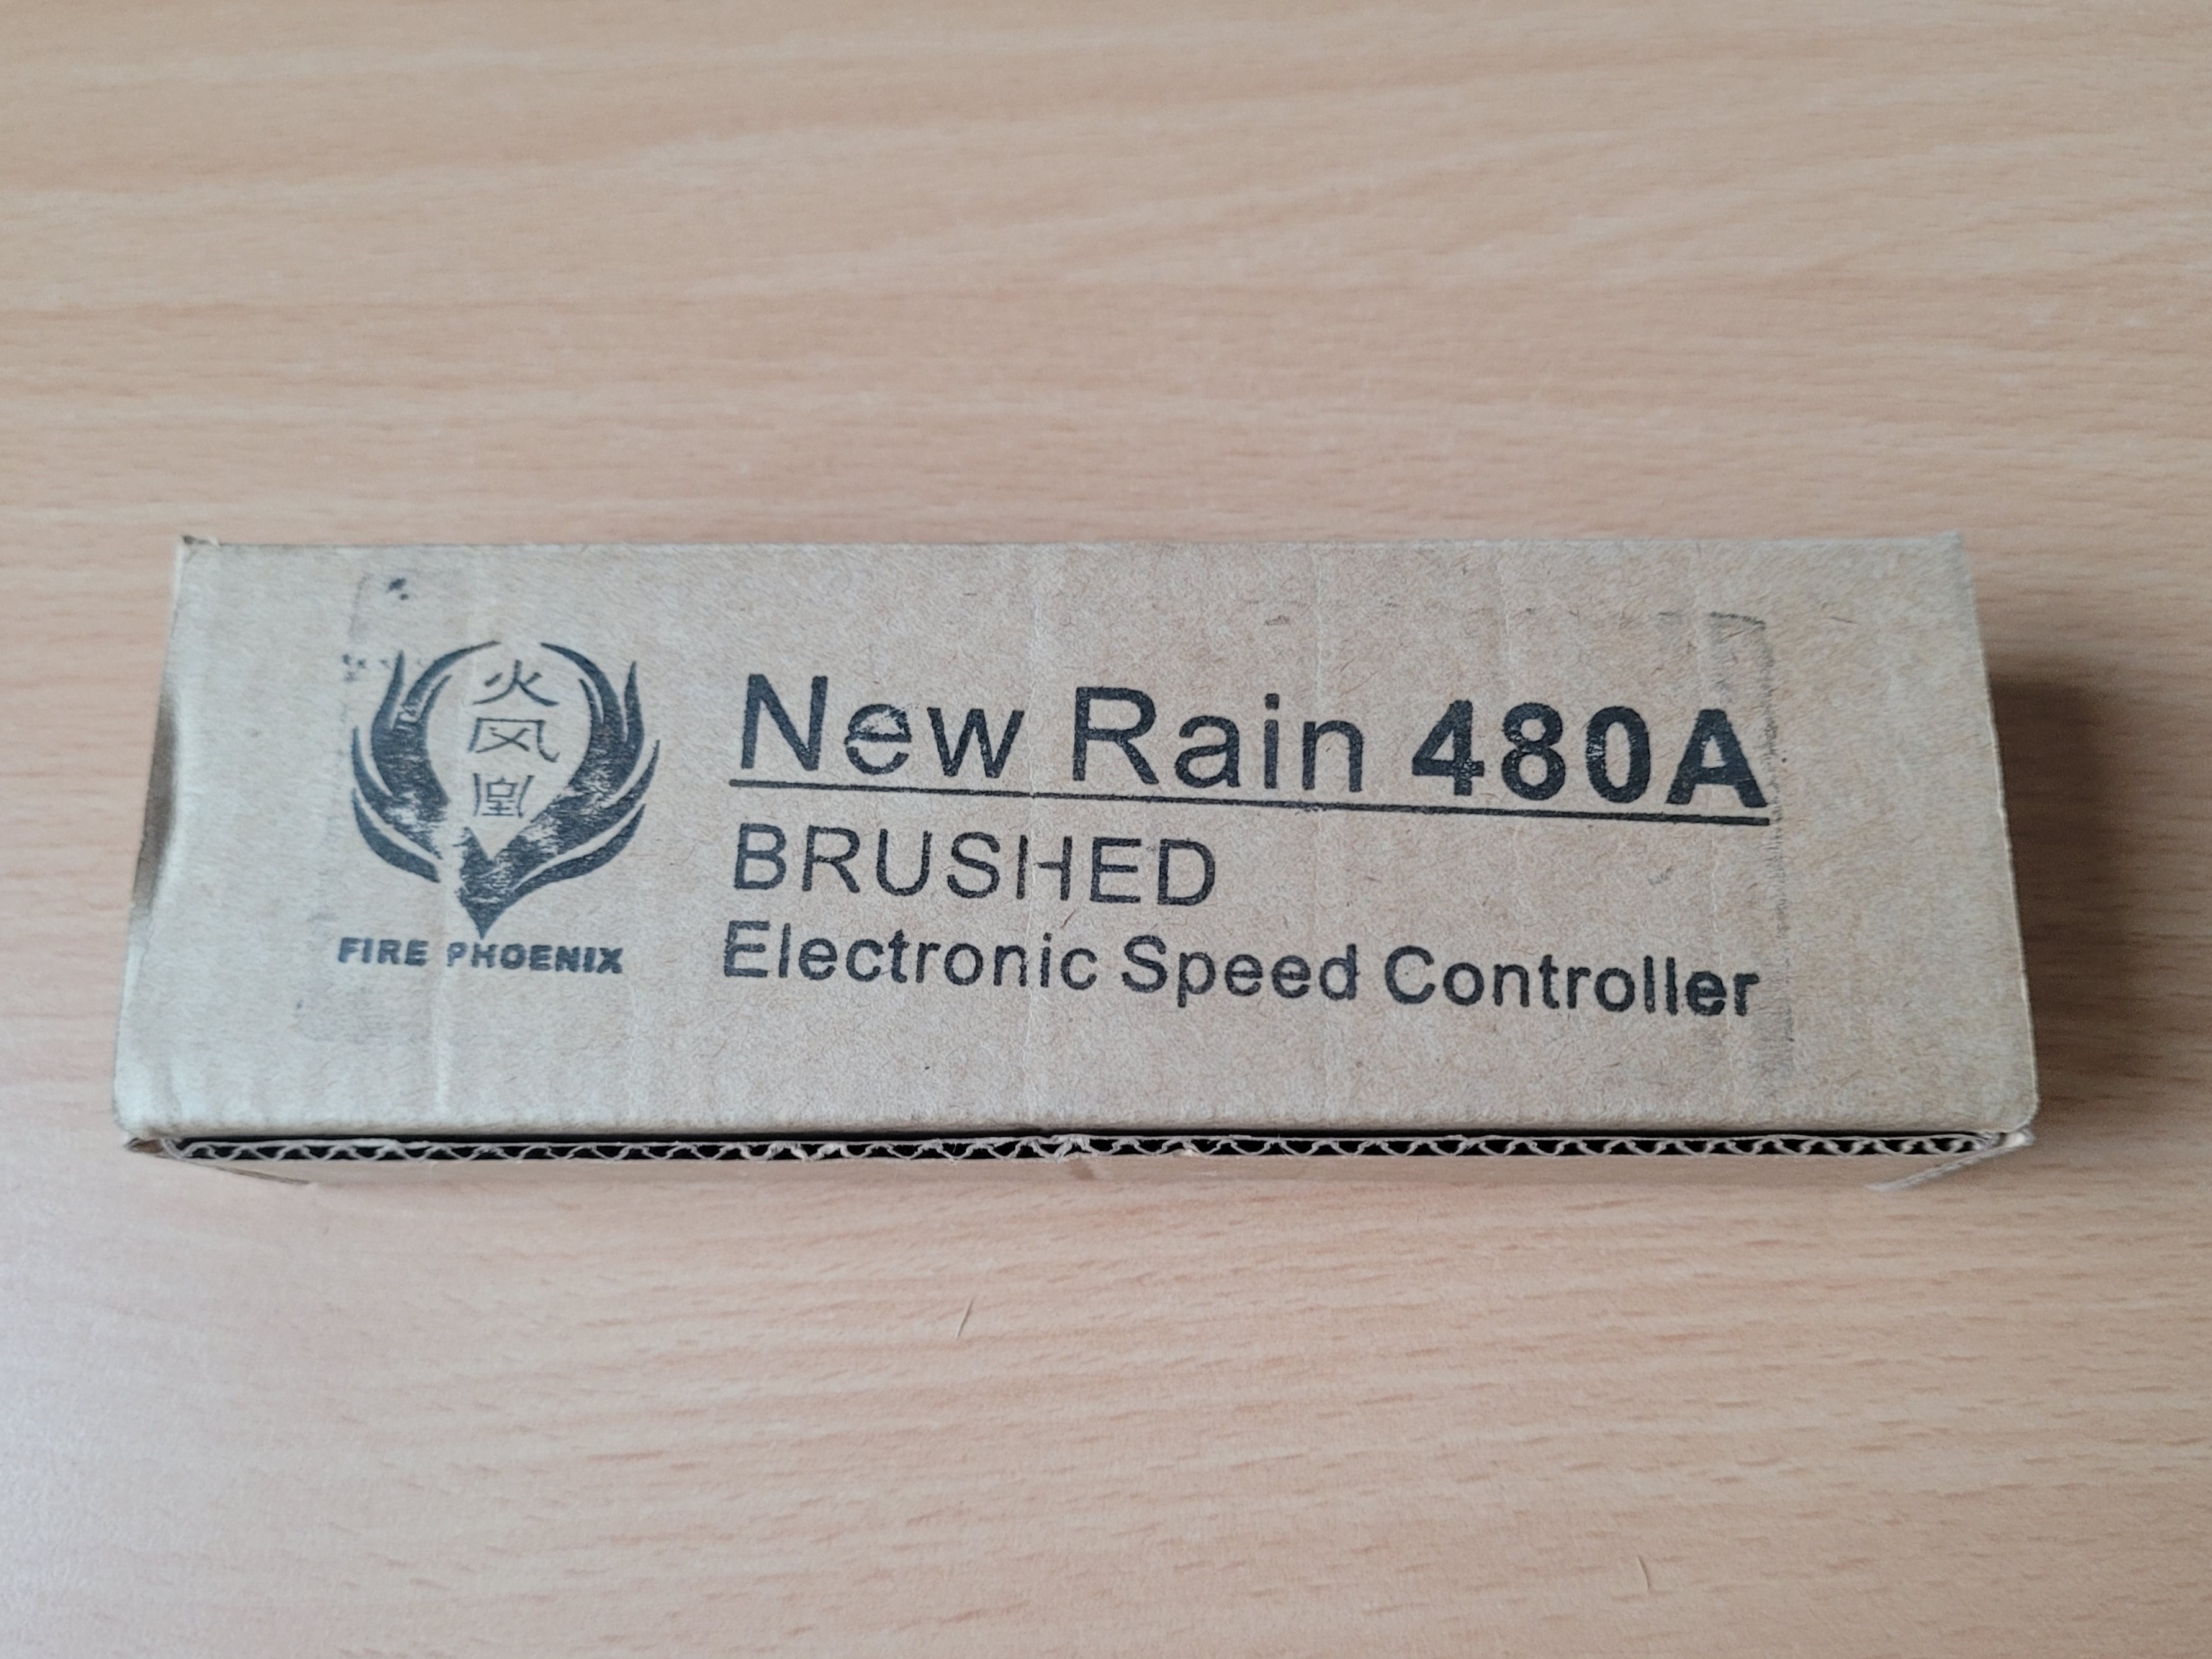 火
凤
凰
FIRE PHOENIX
New Rain 480A
BRUSHED
Electronic Speed Controller